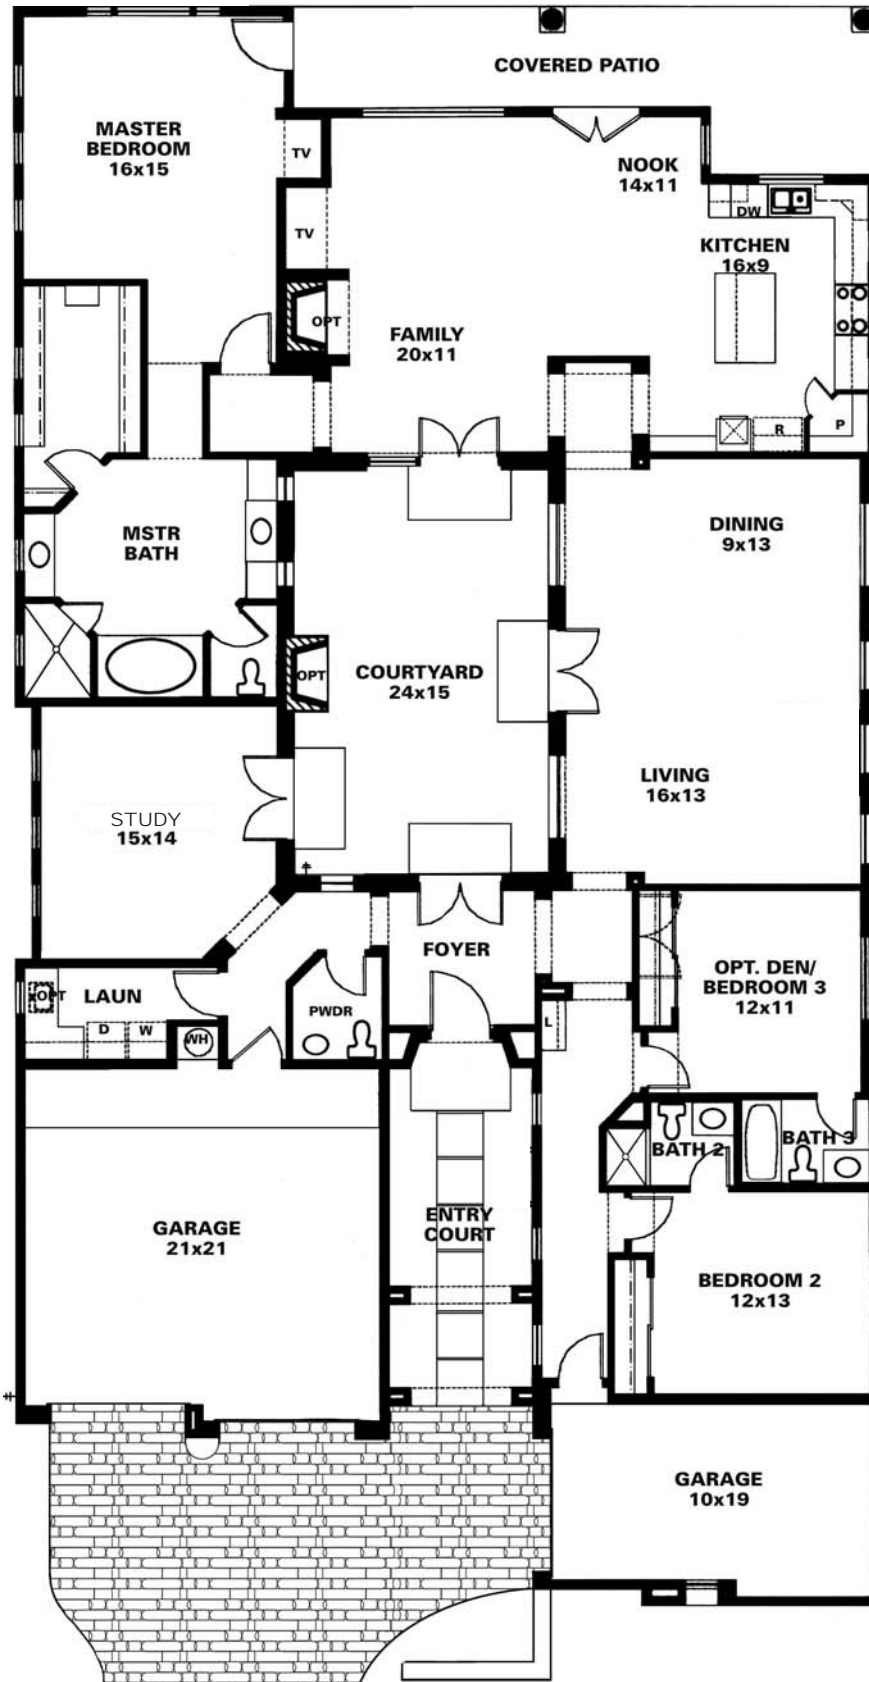 COVERED PATIO
MASTER
BEDROOM
16x15
TV
NOOK
14x11
DW
TV
KITCHEN
16x9
OPT
FAMILY
20x11
R
P
MSTR
BATH
DINING
9x13
OPT
COURTYARD
24x15
LIVING
16x13
STUDY
15x14
FOYER
OPT. DEN/
BEDROOM 3
12x11
OPT
LAUN
D
W
WH
PWDR
L
BATH 2
BATH 3
GARAGE
21x21
ENTRY
COURT
BEDROOM 2
12x13
GARAGE
10x19